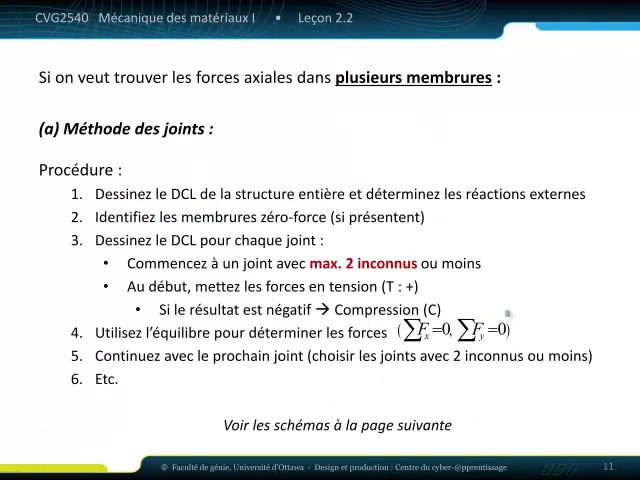 CVG2540 Mécanique des matériaux I • Leçon 2.2
Si on veut trouver les forces axiales dans plusieurs membrures :
(a) Méthode des joints :
Procédure :
1. Dessinez le DCL de la structure entière et déterminez les réactions externes
2. Identifiez les membrures zéro-force (si présentent)
3. Dessinez le DCL pour chaque joint :
• Commencez à un joint avec max. 2 inconnus ou moins
• Au début, mettez les forces en tension (T : +)
• Si le résultat est négatif → Compression (C)
4. Utilisez l'équilibre pour déterminer les forces (∑Fx=0, ∑Fy=0)
5. Continuez avec le prochain joint (choisir les joints avec 2 inconnus ou moins)
6. Etc.
Voir les schémas à la page suivante
© Faculté de génie, Université d'Ottawa - Design et production : Centre du cyber-@pprentissage 11